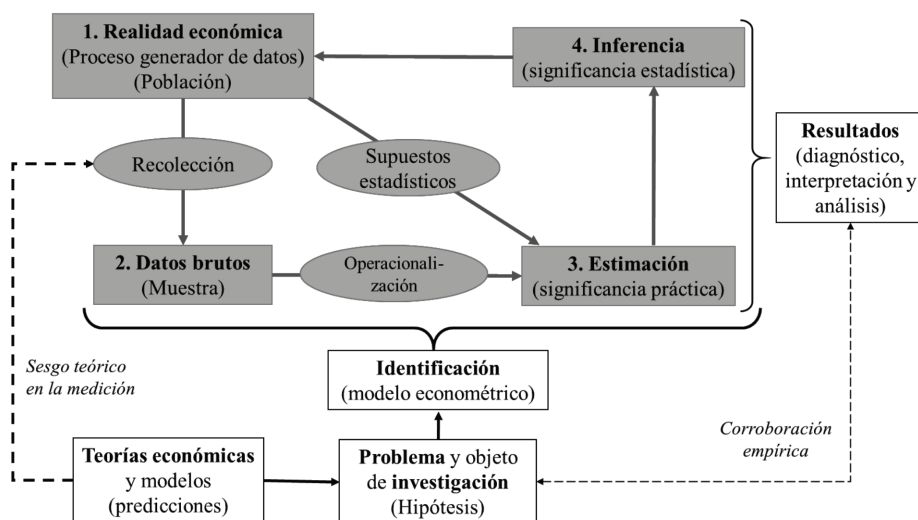 1. Realidad económica
(Proceso generador de datos)
(Población)
4. Inferencia
(significancia estadística)
Recolección
Supuestos
estadísticos
Resultados
(diagnóstico,
interpretación y
análisis)
2. Datos brutos
(Muestra)
Operacionali-
zación
3. Estimación
(significancia práctica)
Sesgo teórico
en la medición
Identificación
(modelo econométrico)
Corroboración
empírica
Teorías económicas
y modelos
(predicciones)
Problema y objeto
de investigación
(Hipótesis)